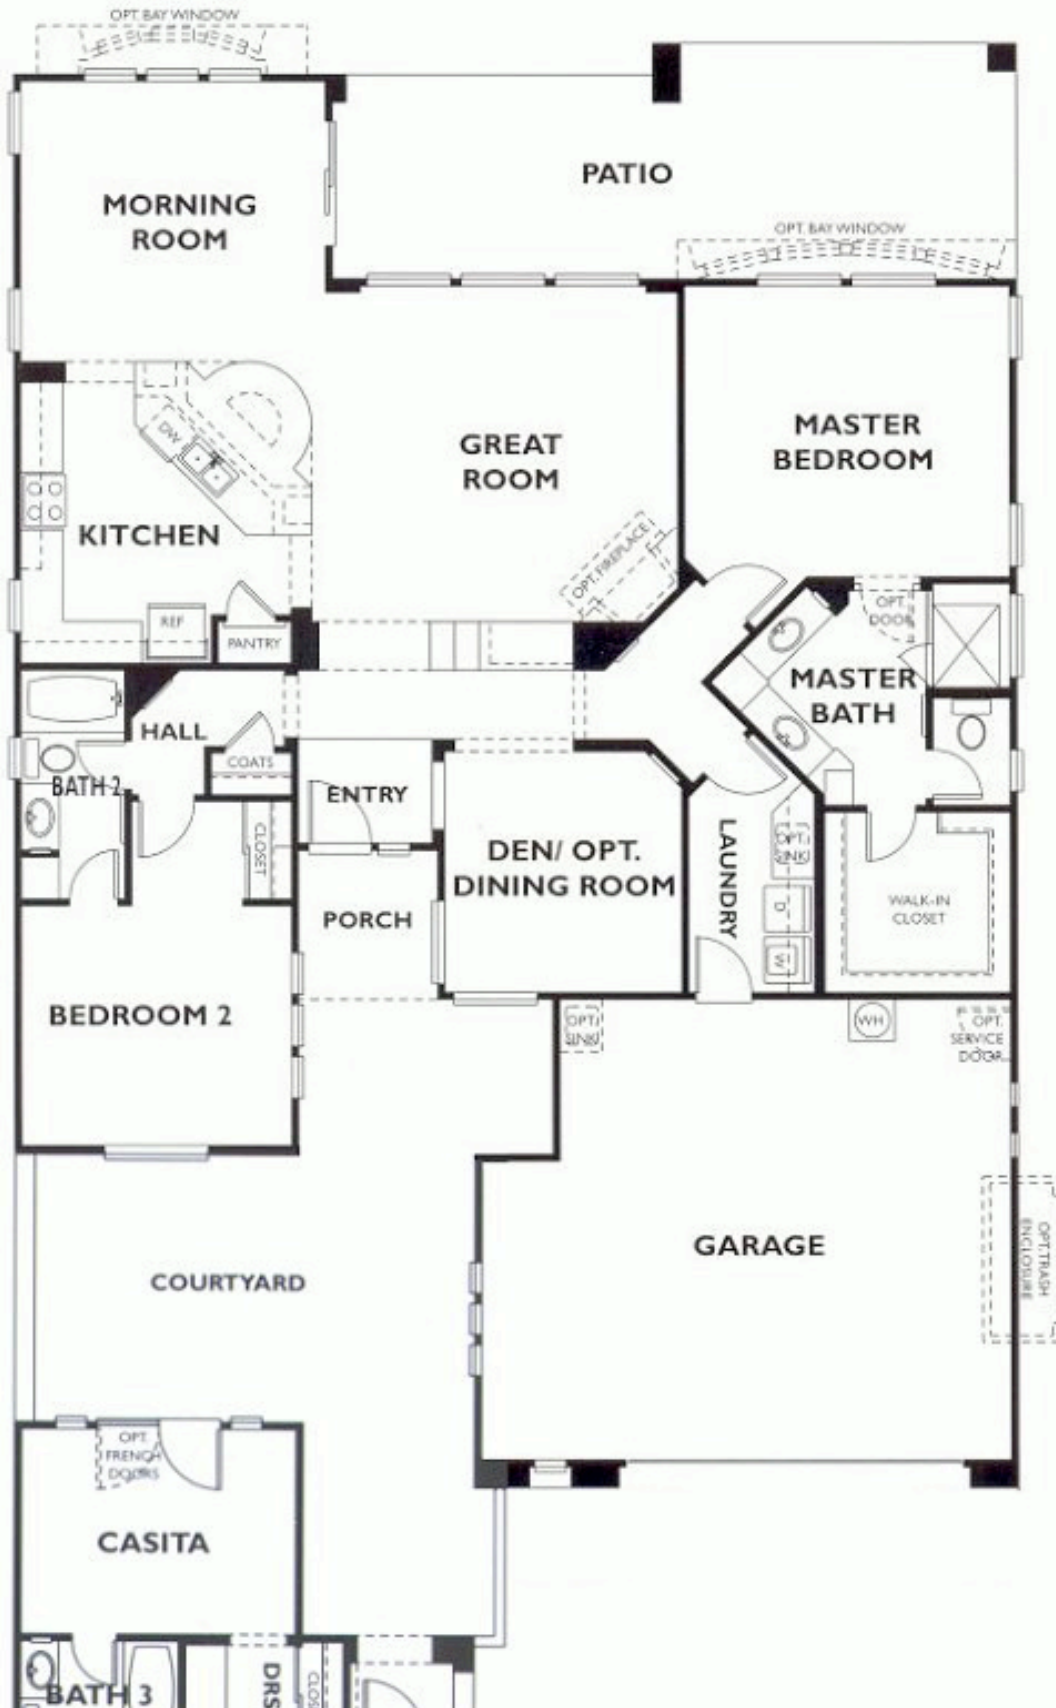 OPT. BAY WINDOW
PATIO
MORNING
ROOM
OPT. BAY WINDOW
MASTER
BEDROOM
GREAT
ROOM
DW
KITCHEN
OPT. FIREPLACE
REF
PANTRY
OPT.
DOOR
MASTER
BATH
HALL
COATS
BATH 2
ENTRY
CLOSET
DEN/ OPT.
DINING ROOM
LAUNDRY
OPT.
SINK
D
W
WALK-IN
CLOSET
PORCH
BEDROOM 2
OPT.
SINK
WH
OPT.
SERVICE
DOOR
GARAGE
OPT. TRASH
ENCLOSURE
COURTYARD
OPT.
FRENCH
DOORS
CASITA
BATH 3
DRS
CLOS